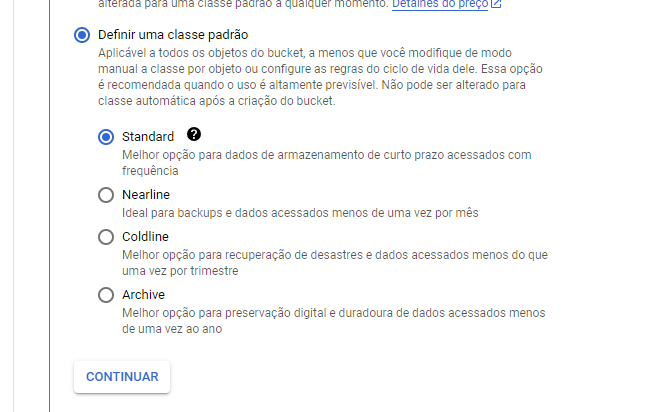 alterada para uma classe padrão a qualquer momento. Detalhes do preço
Definir uma classe padrão
Aplicável a todos os objetos do bucket, a menos que você modifique de modo
manual a classe por objeto ou configure as regras do ciclo de vida dele. Essa opção
é recomendada quando o uso é altamente previsível. Não pode ser alterado para
classe automática após a criação do bucket.
Standard ?
Melhor opção para dados de armazenamento de curto prazo acessados com
frequência
Nearline
Ideal para backups e dados acessados menos de uma vez por mês
Coldline
Melhor opção para recuperação de desastres e dados acessados menos do que
uma vez por trimestre
Archive
Melhor opção para preservação digital e duradoura de dados acessados menos
de uma vez ao ano
CONTINUAR